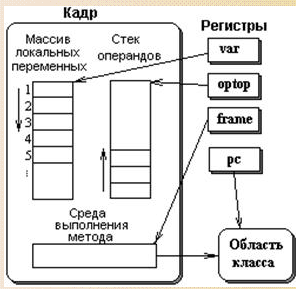 Кадр
Регистры
Массив
локальных
переменных
Стек
операндов
var
1
2
3
4
5
optop
frame
pc
Среда
выполнения
метода
Область
класса